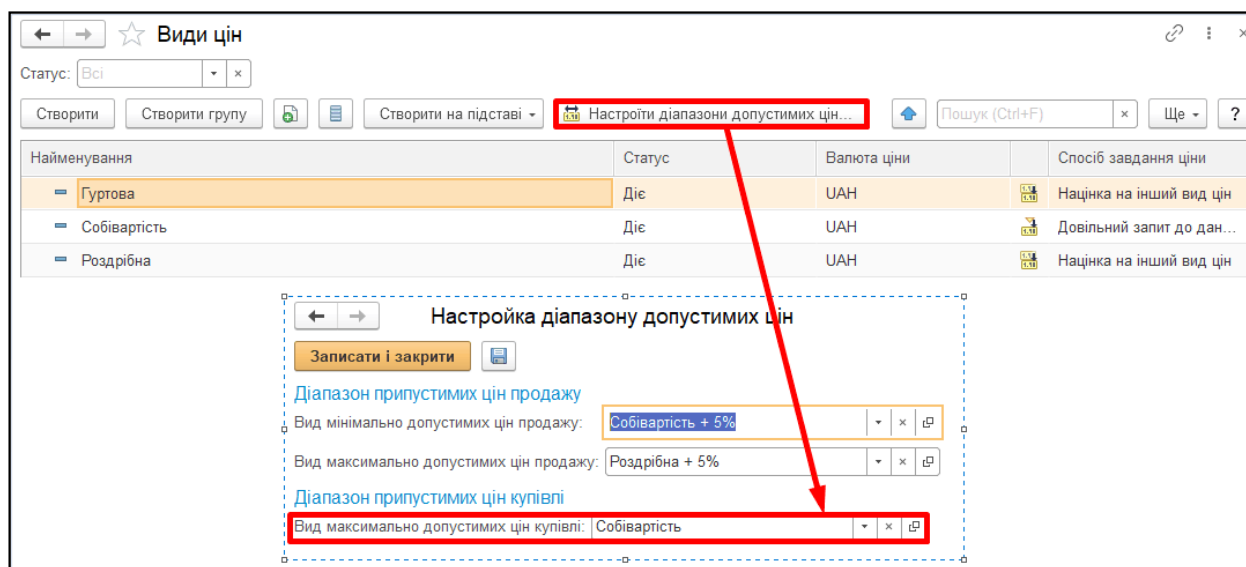 Види цін
Статус: Всі
Створити Створити групу Створити на підставі Настроїти діапазони допустимих цін... Пошук (Ctrl+F) Ще ?
Найменування Статус Валюта ціни Спосіб завдання ціни
Гуртова Діє UAH Націнка на інший вид цін
Собівартість Діє UAH Довільний запит до дан...
Роздрібна Діє UAH Націнка на інший вид цін
Настройка діапазону допустимих цін
Записати і закрити
Діапазон припустимих цін продажу
Вид мінімально допустимих цін продажу: Собівартість + 5%
Вид максимально допустимих цін продажу: Роздрібна + 5%
Діапазон припустимих цін купівлі
Вид максимально допустимих цін купівлі: Собівартість